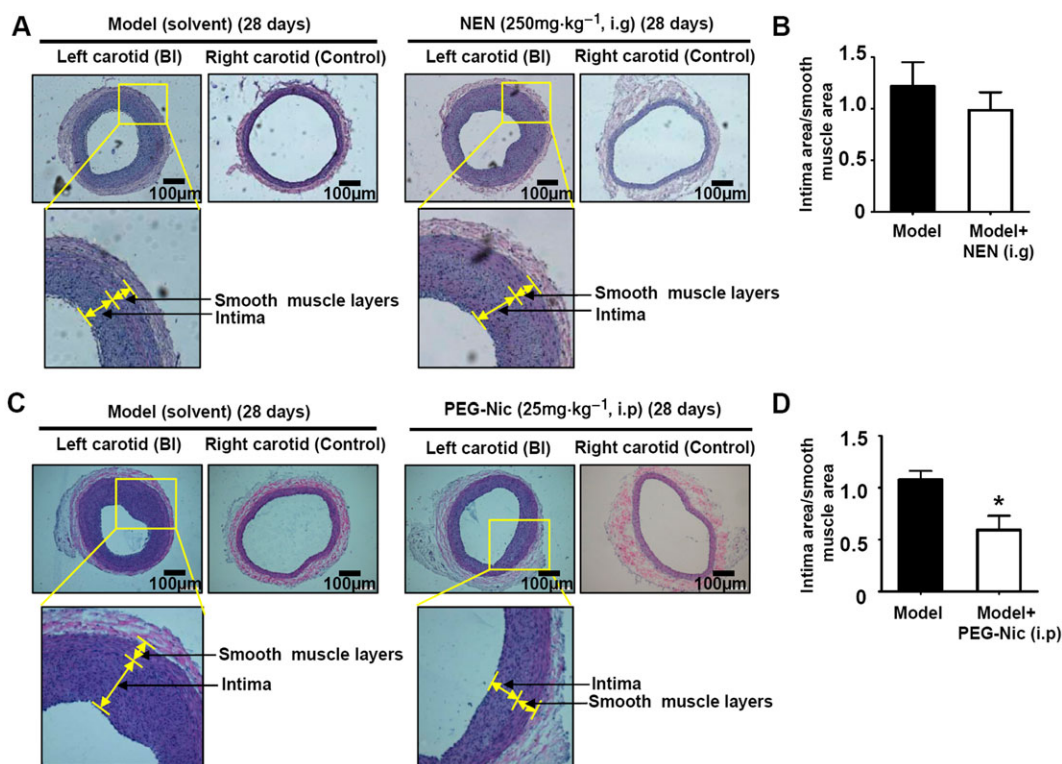 A
Model (solvent) (28 days)
Left carotid (BI) Right carotid (Control)
100μm
100μm
Smooth muscle layers
Intima
NEN (250mg·kg⁻¹, i.g) (28 days)
Left carotid (BI) Right carotid (Control)
100μm
100μm
Smooth muscle layers
Intima
B
Intima area/smooth
muscle area
1.5
1.0
0.5
0
Model
Model+
NEN (i.g)
C
Model (solvent) (28 days)
Left carotid (BI) Right carotid (Control)
100μm
100μm
Smooth muscle layers
Intima
PEG-Nic (25mg·kg⁻¹, i.p) (28 days)
Left carotid (BI) Right carotid (Control)
100μm
100μm
Intima
Smooth muscle layers
D
Intima area/smooth
muscle area
1.5
1.0
0.5
0
*
Model
Model+
PEG-Nic (i.p)